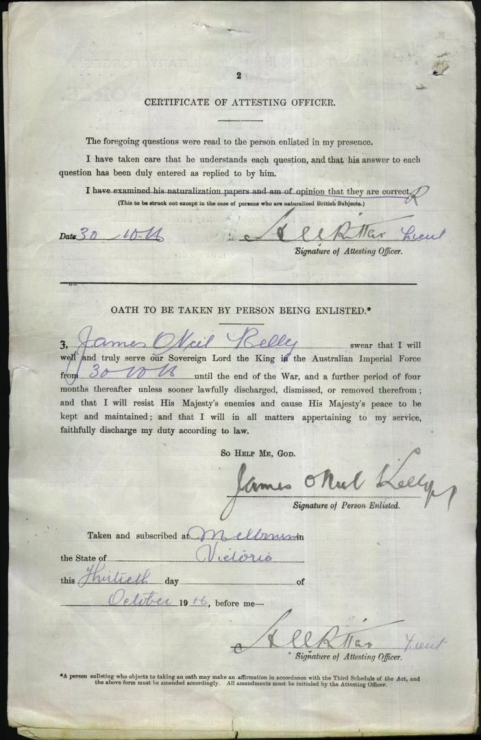 2
CERTIFICATE OF ATTESTING OFFICER.
The foregoing questions were read to the person enlisted in my presence.
I have taken care that he understands each question, and that his answer to each
question has been duly entered as replied to by him.
I have examined his naturalization papers and am of opinion that they are correct.
(This to be struck out except in the case of persons who are naturalized British Subjects.)
Date 30 10 16 Lieut
Signature of Attesting Officer.
OATH TO BE TAKEN BY PERSON BEING ENLISTED.*
I, James O'Neil Kelly swear that I will
well and truly serve our Sovereign Lord the King in the Australian Imperial Force
from 30 10 16 until the end of the War, and a further period of four
months thereafter unless sooner lawfully discharged, dismissed, or removed therefrom;
and that I will resist His Majesty's enemies and cause His Majesty's peace to be
kept and maintained; and that I will in all matters appertaining to my service,
faithfully discharge my duty according to law.
SO HELP ME, GOD.
James O'Neil Kelly
Signature of Person Enlisted.
Taken and subscribed at Melbourne in
the State of Victoria
this Thirtieth day of
October 1916, before me—
Lieut
Signature of Attesting Officer.
*A person enlisting who objects to taking an oath may make an affirmation in accordance with the Third Schedule of the Act, and
the above form must be amended accordingly. All amendments must be initialed by the Attesting Officer.